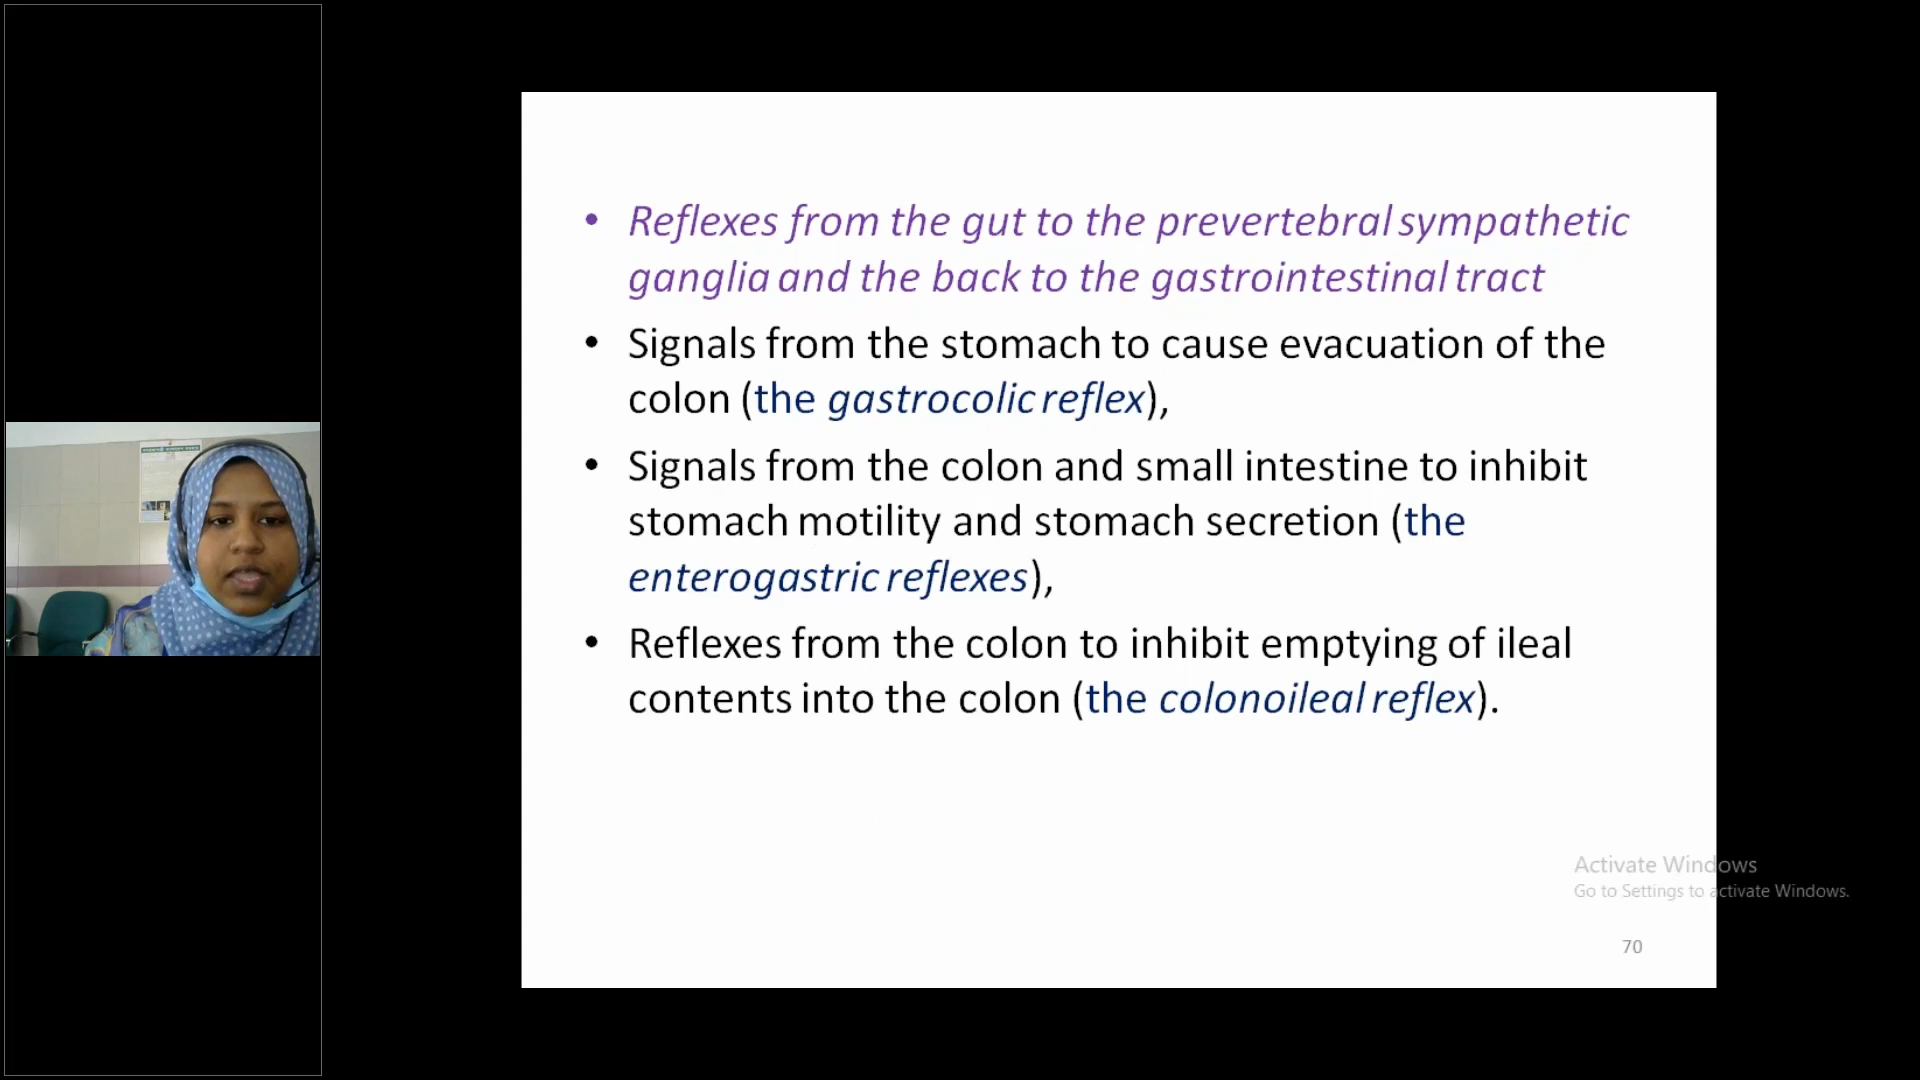 • Reflexes from the gut to the prevertebral sympathetic
ganglia and the back to the gastrointestinal tract
• Signals from the stomach to cause evacuation of the
colon (the gastrocolic reflex),
• Signals from the colon and small intestine to inhibit
stomach motility and stomach secretion (the
enterogastric reflexes),
• Reflexes from the colon to inhibit emptying of ileal
contents into the colon (the colonoileal reflex).
Activate Windows
Go to Settings to activate Windows.
70